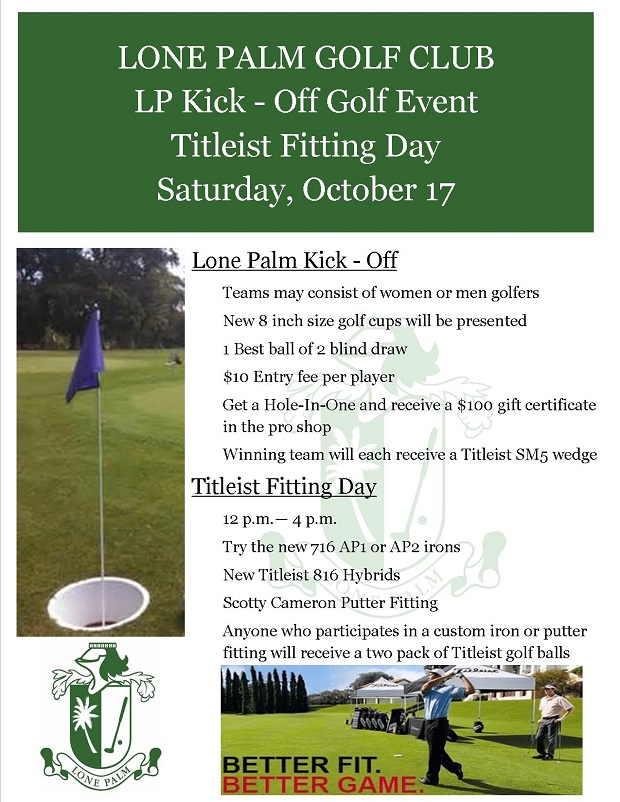 LONE PALM GOLF CLUB
LP Kick - Off Golf Event
Titleist Fitting Day
Saturday, October 17
Lone Palm Kick - Off
Teams may consist of women or men golfers
New 8 inch size golf cups will be presented
1 Best ball of 2 blind draw
$10 Entry fee per player
Get a Hole-In-One and receive a $100 gift certificate
in the pro shop
Winning team will each receive a Titleist SM5 wedge
Titleist Fitting Day
12 p.m.— 4 p.m.
Try the new 716 AP1 or AP2 irons
New Titleist 816 Hybrids
Scotty Cameron Putter Fitting
Anyone who participates in a custom iron or putter
fitting will receive a two pack of Titleist golf balls
LONE PALM
LONE PALM
Titleist
BETTER FIT.
BETTER GAME.